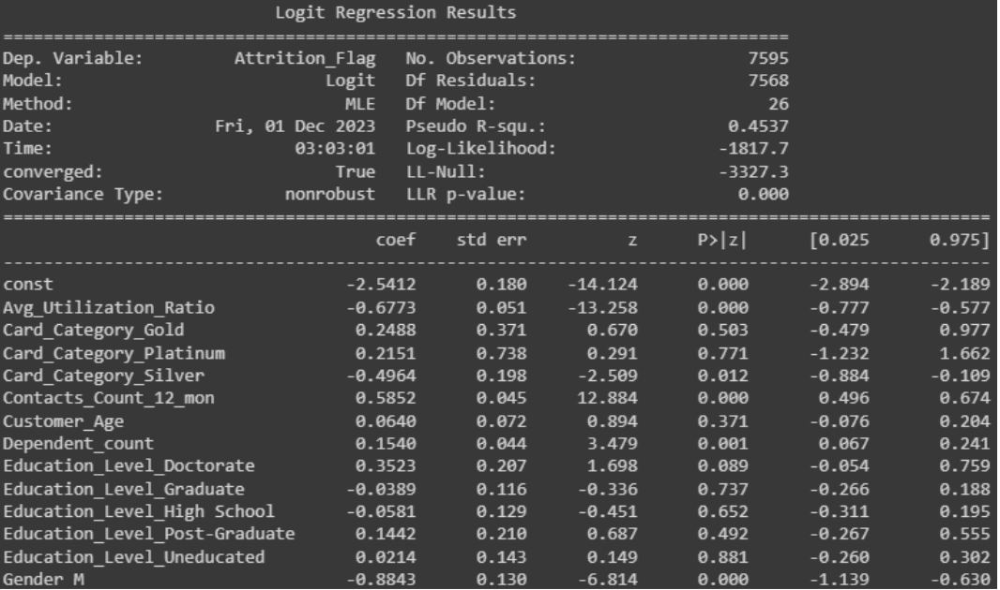 Logit Regression Results
==============================================================================
Dep. Variable: Attrition_Flag No. Observations: 7595
Model: Logit Df Residuals: 7568
Method: MLE Df Model: 26
Date: Fri, 01 Dec 2023 Pseudo R-squ.: 0.4537
Time: 03:03:01 Log-Likelihood: -1817.7
converged: True LL-Null: -3327.3
Covariance Type: nonrobust LLR p-value: 0.000
==================================================================================================
coef std err z P>|z| [0.025 0.975]
--------------------------------------------------------------------------------------------------
const -2.5412 0.180 -14.124 0.000 -2.894 -2.189
Avg_Utilization_Ratio -0.6773 0.051 -13.258 0.000 -0.777 -0.577
Card_Category_Gold 0.2488 0.371 0.670 0.503 -0.479 0.977
Card_Category_Platinum 0.2151 0.738 0.291 0.771 -1.232 1.662
Card_Category_Silver -0.4964 0.198 -2.509 0.012 -0.884 -0.109
Contacts_Count_12_mon 0.5852 0.045 12.884 0.000 0.496 0.674
Customer_Age 0.0640 0.072 0.894 0.371 -0.076 0.204
Dependent_count 0.1540 0.044 3.479 0.001 0.067 0.241
Education_Level_Doctorate 0.3523 0.207 1.698 0.089 -0.054 0.759
Education_Level_Graduate -0.0389 0.116 -0.336 0.737 -0.266 0.188
Education_Level_High School -0.0581 0.129 -0.451 0.652 -0.311 0.195
Education_Level_Post-Graduate 0.1442 0.210 0.687 0.492 -0.267 0.555
Education_Level_Uneducated 0.0214 0.143 0.149 0.881 -0.260 0.302
Gender_M -0.8843 0.130 -6.814 0.000 -1.139 -0.630